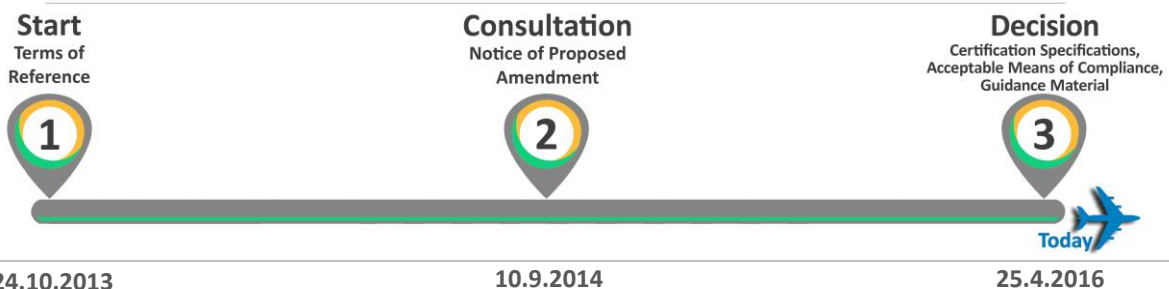 Start
Terms of
Reference
1
Consultation
Notice of Proposed
Amendment
2
Decision
Certification Specifications,
Acceptable Means of Compliance,
Guidance Material
3
Today
24.10.2013
10.9.2014
25.4.2016